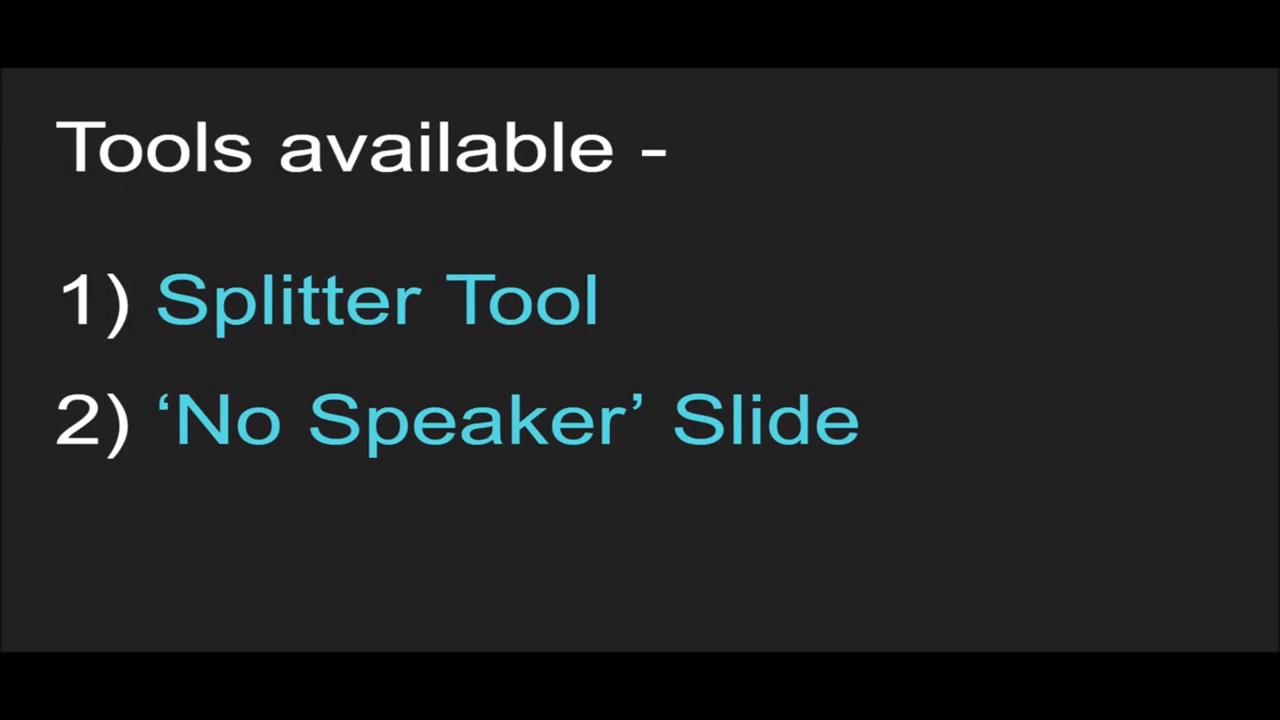 Tools available -
1) Splitter Tool
2) ‘No Speaker’ Slide